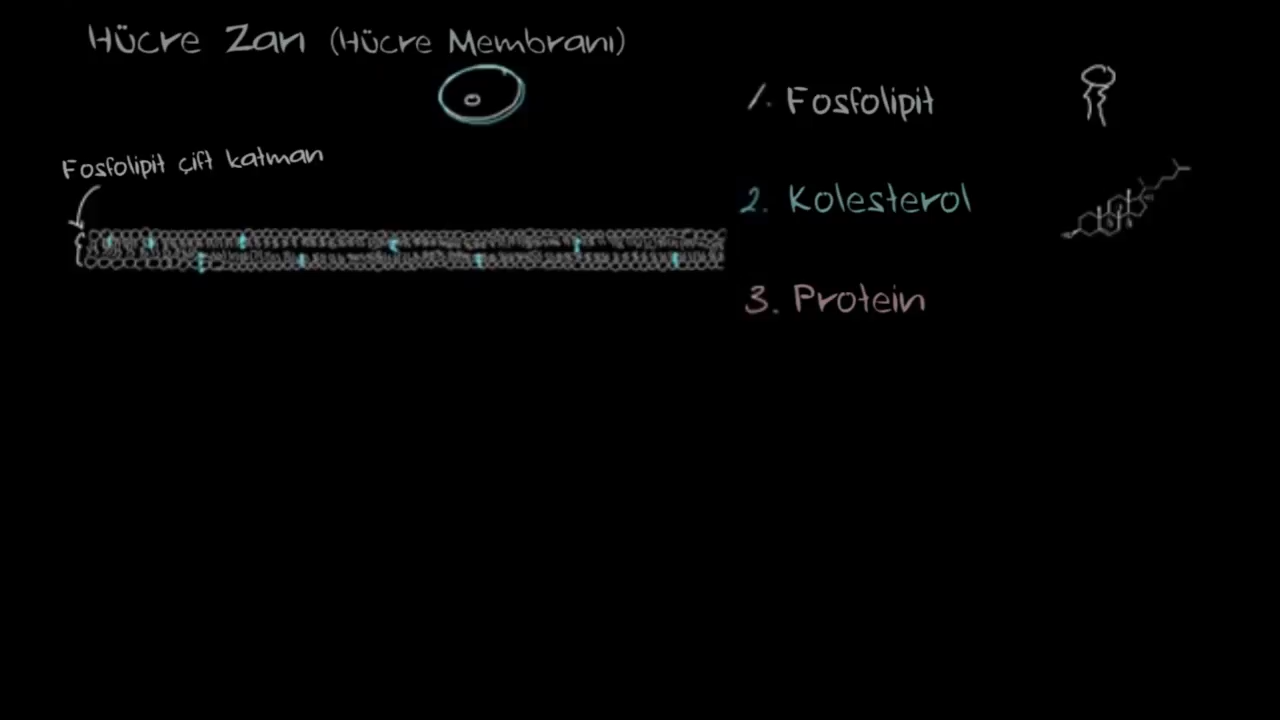 Hücre Zarı (Hücre Membranı)
Fosfolipit çift katman
1. Fosfolipit
2. Kolesterol
3. Protein